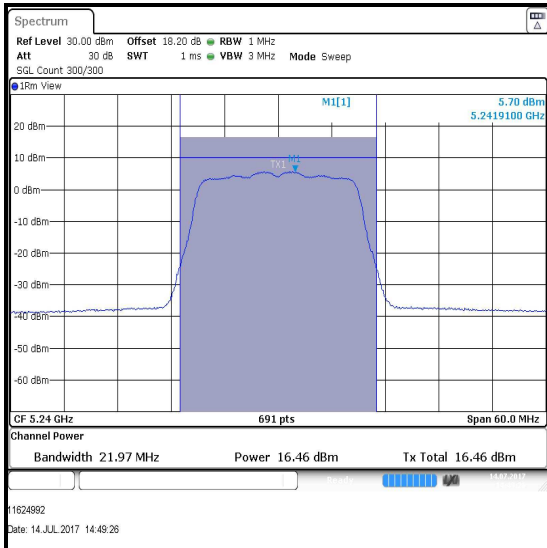 Spectrum
Ref Level 30.00 dBm Offset 18.20 dB RBW 1 MHz
Att 30 dB SWT 1 ms VBW 3 MHz Mode Sweep
SGL Count 300/300
1Rm View
M1[1] 5.70 dBm
5.2419100 GHz
20 dBm
10 dBm
TX1 M1
0 dBm
-10 dBm
-20 dBm
-30 dBm
-40 dBm
-50 dBm
-60 dBm
CF 5.24 GHz 691 pts Span 60.0 MHz
Channel Power
Bandwidth 21.97 MHz Power 16.46 dBm Tx Total 16.46 dBm
Ready 14.07.2017
11624992
Date: 14.JUL.2017 14:49:26